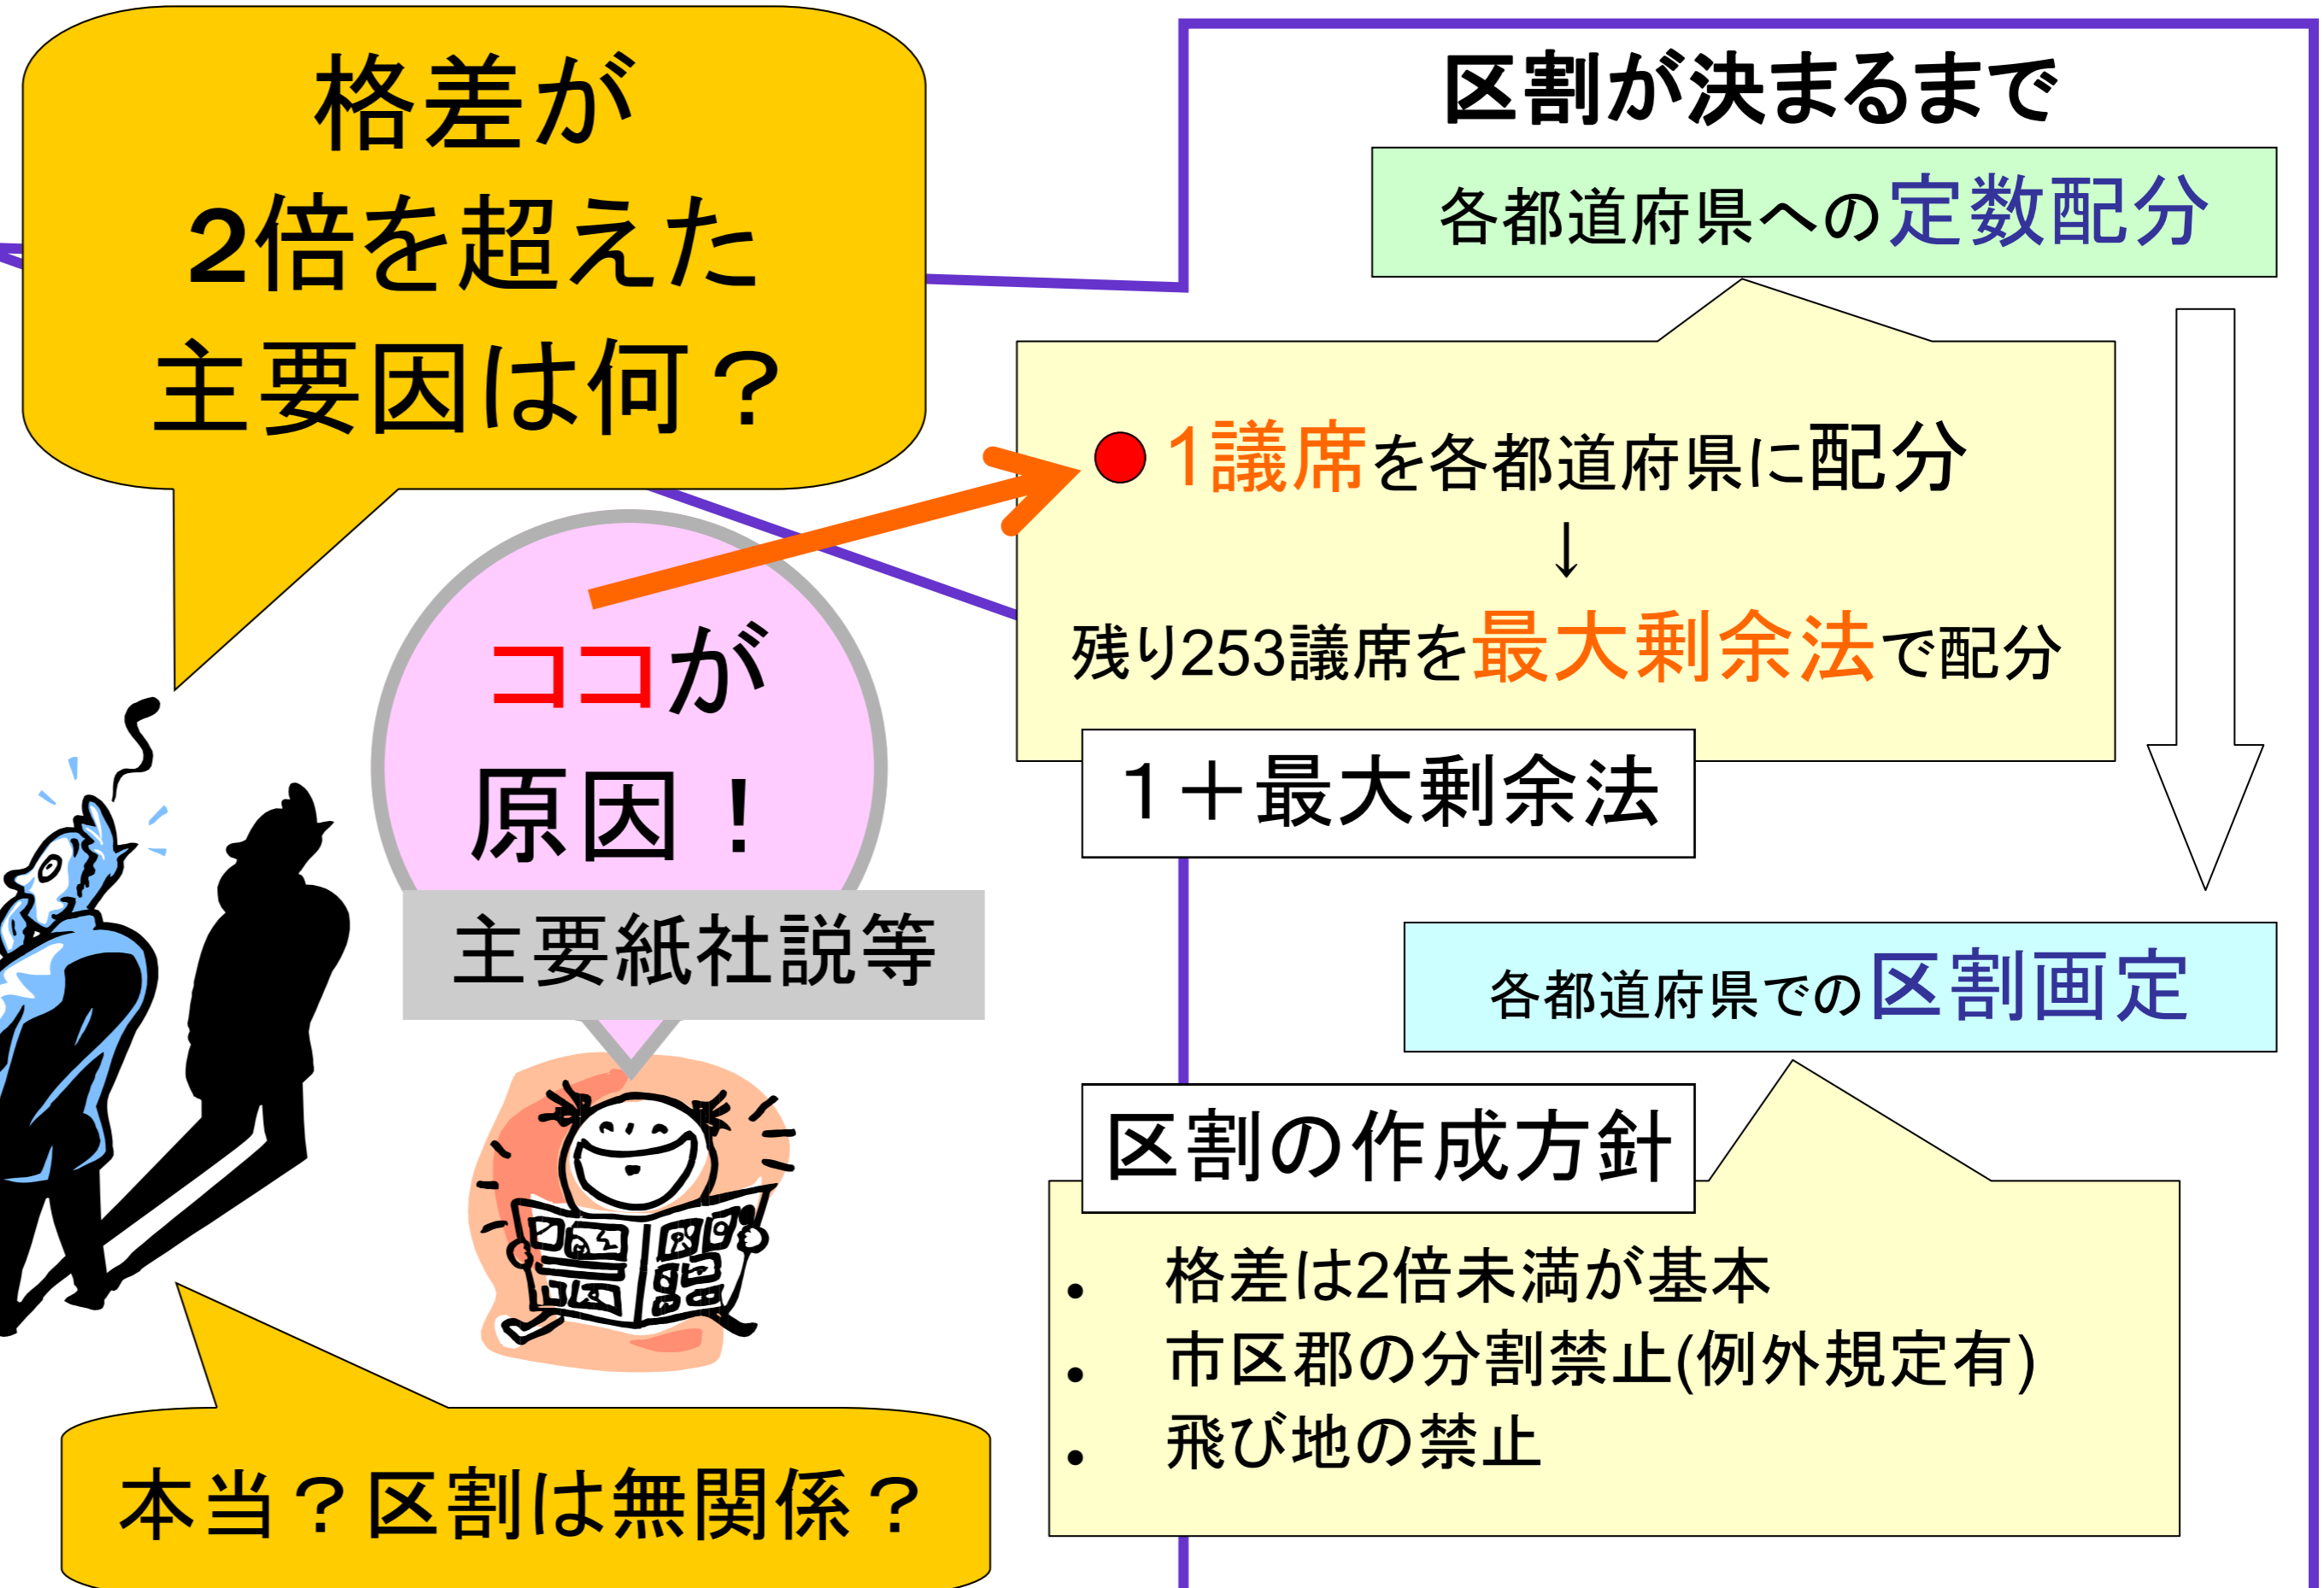 格差が
2倍を超えた
主要因は何？
ココが
原因！
主要紙社説等
本当？区割は無関係？
区割が決まるまで
各都道府県への定数配分
●1議席を各都道府県に配分
↓
残り253議席を最大剰余法で配分
１＋最大剰余法
各都道府県での区割画定
区割の作成方針
• 格差は2倍未満が基本
• 市区郡の分割禁止(例外規定有)
• 飛び地の禁止